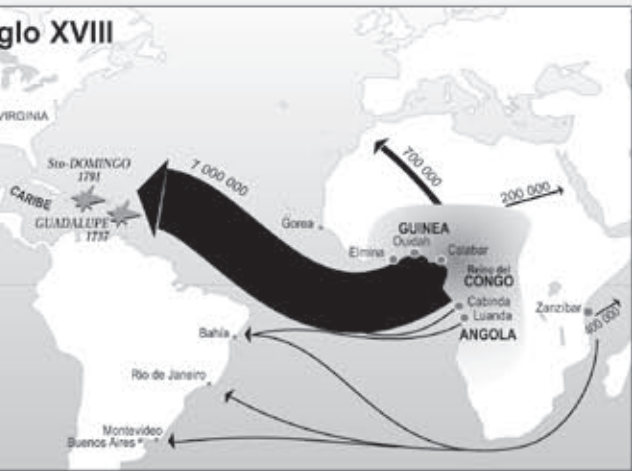 glo XVIII
VIRGINIA
Sto-DOMINGO
1791
CARIBE
GUADALUPE
1737
7 000 000
700 000
200 000
Gorea
GUINEA
Ouidah
Elmina
Calabar
Reino del
CONGO
Cabinda
Luanda
ANGOLA
Zanzíbar
400 000
Bahía
Rio de Janeiro
Montevideo
Buenos Aires